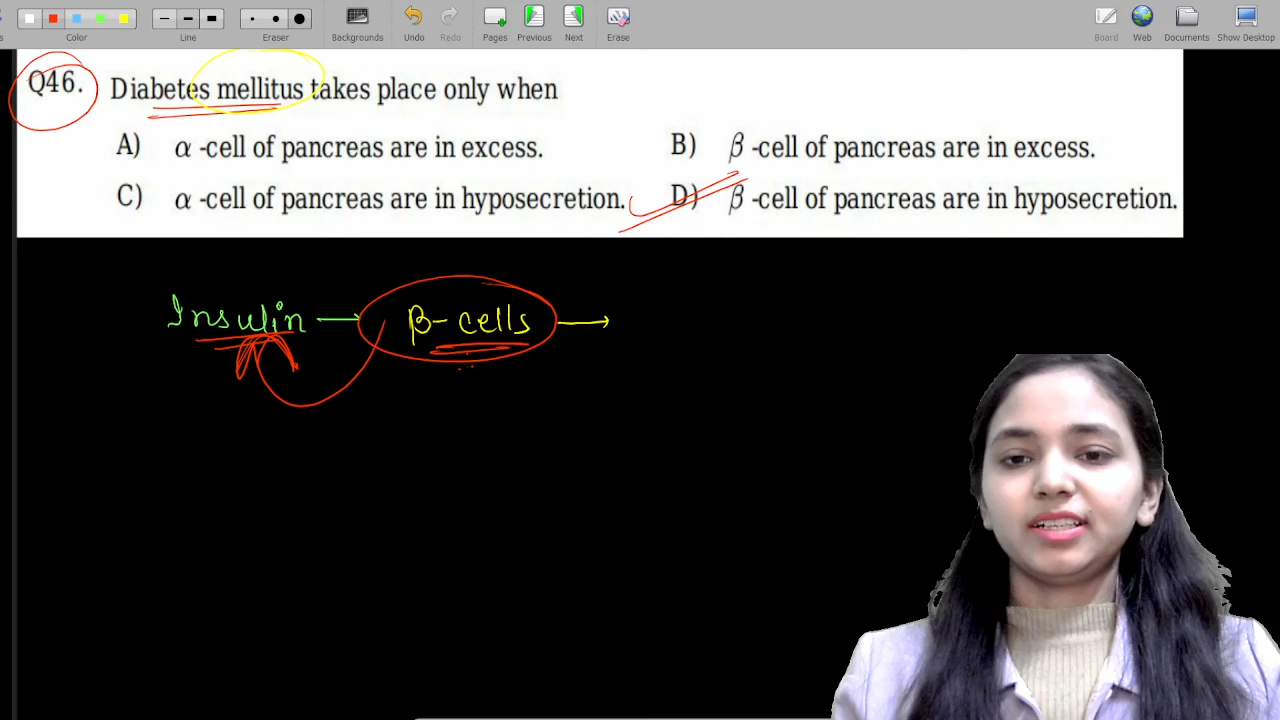 Color Line Eraser Backgrounds Undo Redo Pages Previous Next Erase Board Web Documents Show Desktop
Q46. Diabetes mellitus takes place only when
A) α -cell of pancreas are in excess. B) β -cell of pancreas are in excess.
C) α -cell of pancreas are in hyposecretion. D) β -cell of pancreas are in hyposecretion.
Insulin → β-cells →